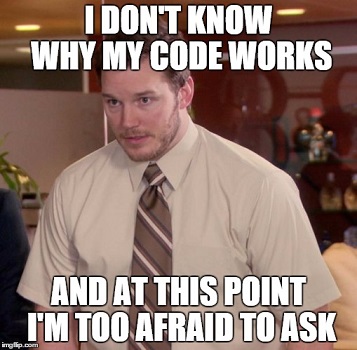 I DON'T KNOW
WHY MY CODE WORKS
AND AT THIS POINT
I'M TOO AFRAID TO ASK
imgflip.com